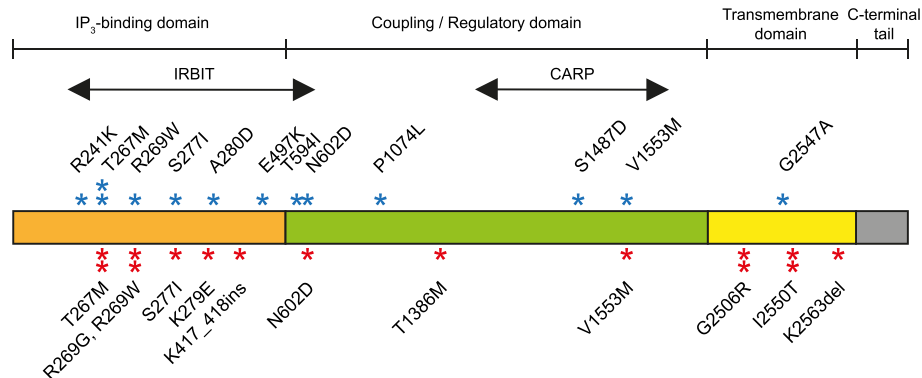 IP3-binding domain
Coupling / Regulatory domain
Transmembrane
domain
C-terminal
tail
IRBIT
CARP
R241K
T267M
R269W
S277I
A280D
E497K
T594I
N602D
P1074L
S1487D
V1553M
G2547A
* * * * * * * * * * * * *
* * * * * * * * * * * * * * *
T267M
R269G, R269W
S277I
K279E
K417_418ins
N602D
T1386M
V1553M
G2506R
I2550T
K2563del